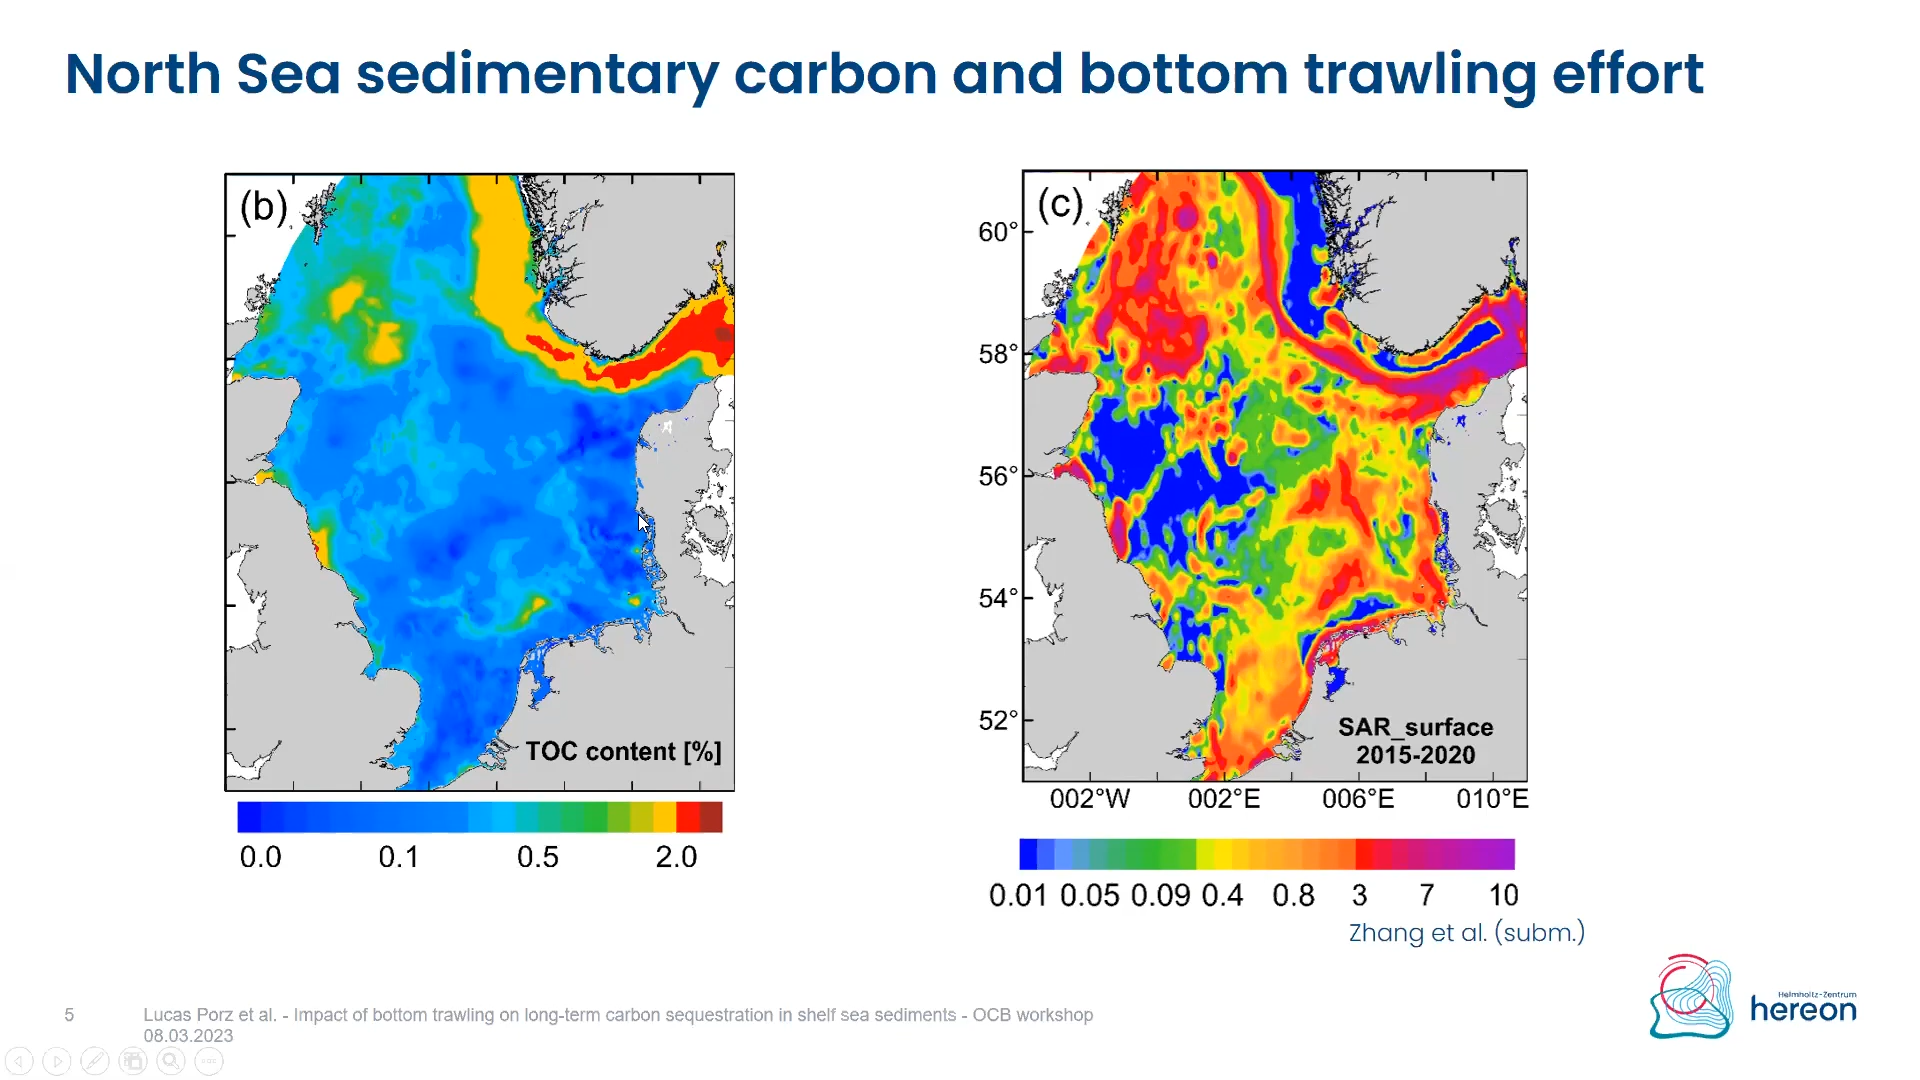 North Sea sedimentary carbon and bottom trawling effort
(b)
TOC content [%]
0.0 0.1 0.5 2.0
(c)
60°
58°
56°
54°
52°
SAR_surface
2015-2020
002°W 002°E 006°E 010°E
0.01 0.05 0.09 0.4 0.8 3 7 10
Zhang et al. (subm.)
Helmholtz-Zentrum
hereon
5
Lucas Porz et al. - Impact of bottom trawling on long-term carbon sequestration in shelf sea sediments - OCB workshop
08.03.2023